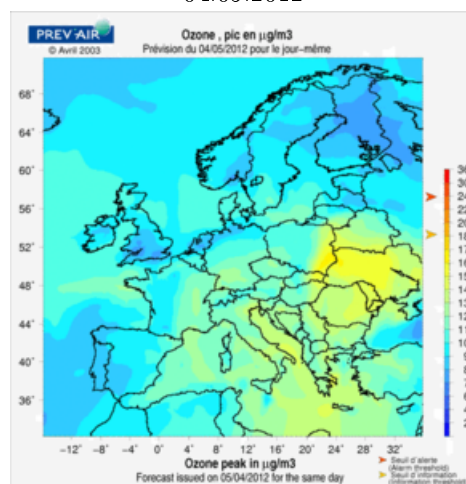 PREV'AIR
© Avril 2003
Ozone , pic en µg/m3
Prévision du 04/05/2012 pour le jour-même
68°
64°
60°
56°
52°
48°
44°
40°
36°
-12° -8° -4° 0° 4° 8° 12° 16° 20° 24° 28° 32°
Ozone peak in µg/m3
Forecast issued on 05/04/2012 for the same day
Seuil d'alerte
(Alarm threshold)
Seuil d'information
(Information threshold)